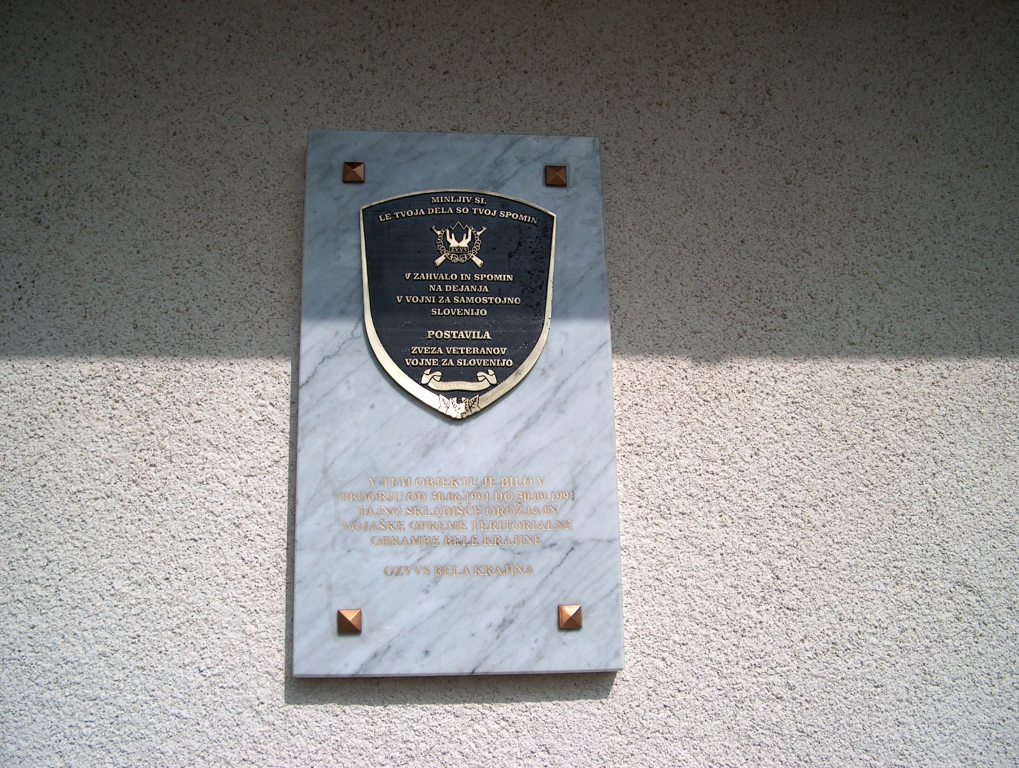 MINLJIV SI,
LE TVOJA DELA SO TVOJ SPOMIN
ZVVS
V ZAHVALO IN SPOMIN
NA DEJANJA
V VOJNI ZA SAMOSTOJNO
SLOVENIJO
POSTAVILA
ZVEZA VETERANOV
VOJNE ZA SLOVENIJO
V TEM OBJEKTU JE BILO V
OBDOBJU OD 30.06.1991 DO 30.09.1991
TAJNO SKLADIŠČE OROŽJA IN
VOJAŠKE OPREME TERITORIALNE
OBRAMBE BELE KRAJINE
OZVVS BELA KRAJINA